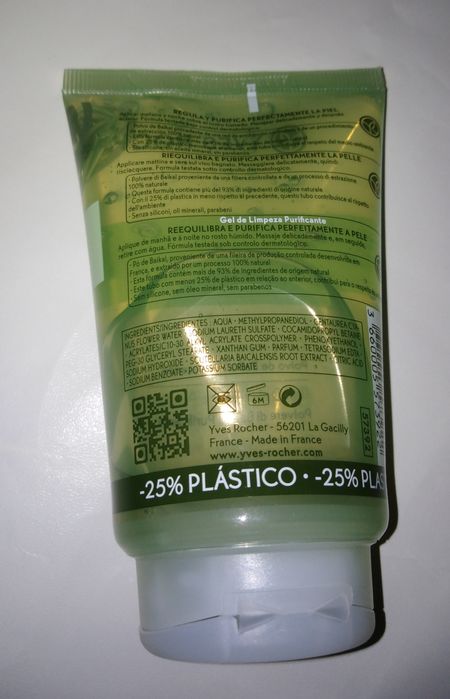 REGULA Y PURIFICA PERFECTAMENTE LA PIEL
RIEQUILIBRA E PURIFICA PERFETTAMENTE LA PELLE
Applicare mattina e sera sul viso bagnato. Massaggiare delicatamente, quindi
risciacquare. Formula testata sotto controllo dermatologico.
- Polvere di Baikal proveniente da una filiera controllata e da un processo di estrazione
100% naturale
- Questa formula contiene più del 93% di ingredienti di origine naturale
- Con il 25% di plastica in meno rispetto al precedente, questo tubo contribuisce al rispetto
dell'ambiente
- Senza siliconi, oli minerali, parabeni
Gel de Limpeza Purificante
REEQUILIBRA E PURIFICA PERFEITAMENTE A PELE
Aplique de manhã e à noite no rosto húmido. Massaje delicadamente e, em seguida,
retire com água. Fórmula testada sob controlo dermatológico.
- Pó de Baikal, proveniente de uma fileira de produção controlada desenvolvida em
França, e extraído por um processo 100% natural
- Esta fórmula contém mais de 93% de ingredientes de origem natural
- Este tubo com menos 25% de plástico em relação ao anterior, contribui para o respeito
- Sem silicone, sem óleo mineral, sem parabenos
INGREDIENTS/INGREDIENTES : AQUA • METHYLPROPANEDIOL • CENTAUREA CYA-
NUS FLOWER WATER • SODIUM LAURETH SULFATE • COCAMIDOPROPYL BETAINE
• ACRYLATES/C10-30 ALKYL ACRYLATE CROSSPOLYMER • PHENOXYETHANOL •
PEG-30 GLYCERYL STEARATE • XANTHAN GUM • PARFUM • TETRASODIUM EDTA •
SODIUM HYDROXIDE • SCUTELLARIA BAICALENSIS ROOT EXTRACT • CITRIC ACID
• SODIUM BENZOATE • POTASSIUM SORBATE
6M
57392
Yves Rocher - 56201 La Gacilly
France - Made in France
www.yves-rocher.com
-25% PLÁSTICO • -25% PLÁS